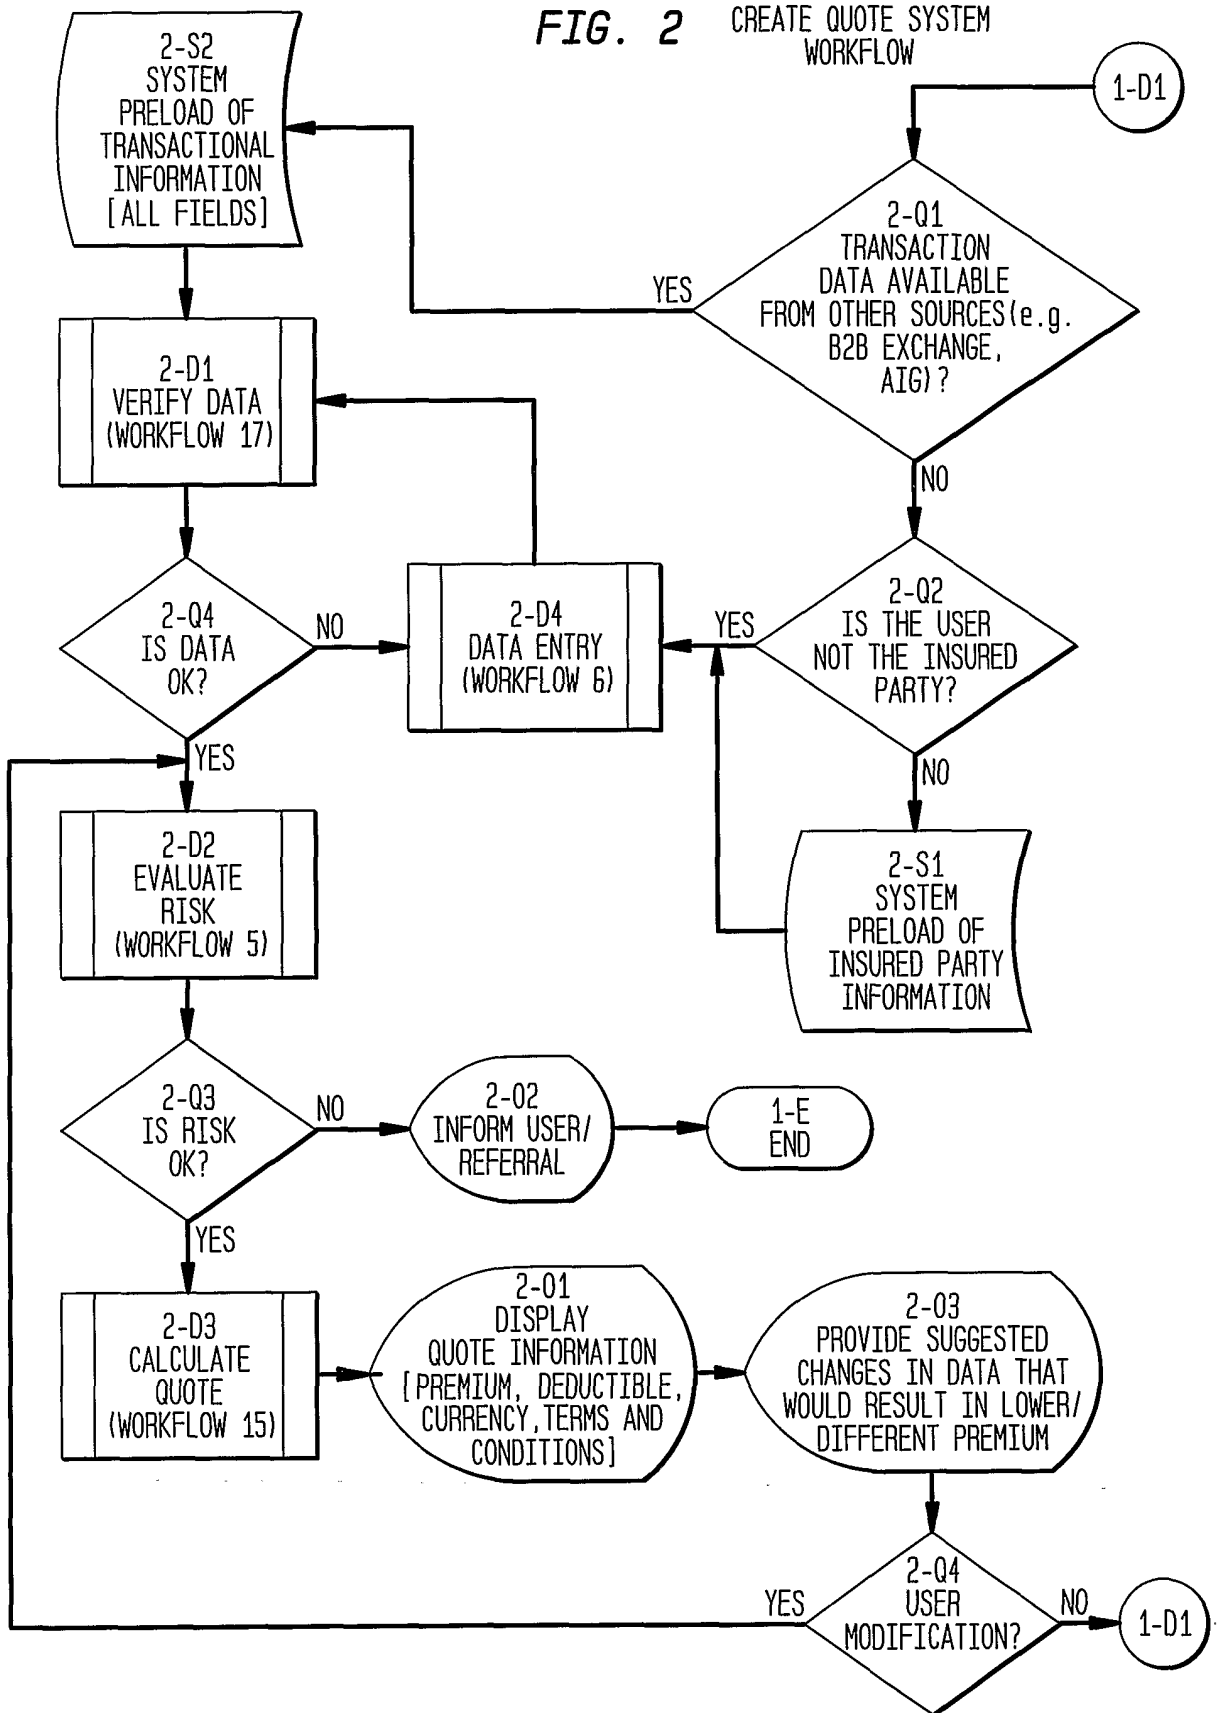 FIG. 2
CREATE QUOTE SYSTEM
WORKFLOW
1-D1
2-S2
SYSTEM
PRELOAD OF
TRANSACTIONAL
INFORMATION
[ALL FIELDS]
2-Q1
TRANSACTION
DATA AVAILABLE
FROM OTHER SOURCES(e.g.
B2B EXCHANGE,
AIG)?
YES
NO
2-D1
VERIFY DATA
(WORKFLOW 17)
2-Q4
IS DATA
OK?
NO
YES
2-D4
DATA ENTRY
(WORKFLOW 6)
2-Q2
IS THE USER
NOT THE INSURED
PARTY?
YES
NO
2-S1
SYSTEM
PRELOAD OF
INSURED PARTY
INFORMATION
2-D2
EVALUATE
RISK
(WORKFLOW 5)
2-Q3
IS RISK
OK?
NO
YES
2-O2
INFORM USER/
REFERRAL
1-E
END
2-D3
CALCULATE
QUOTE
(WORKFLOW 15)
2-O1
DISPLAY
QUOTE INFORMATION
[PREMIUM, DEDUCTIBLE,
CURRENCY,TERMS AND
CONDITIONS]
2-O3
PROVIDE SUGGESTED
CHANGES IN DATA THAT
WOULD RESULT IN LOWER/
DIFFERENT PREMIUM
2-Q4
USER
MODIFICATION?
YES
NO
1-D1